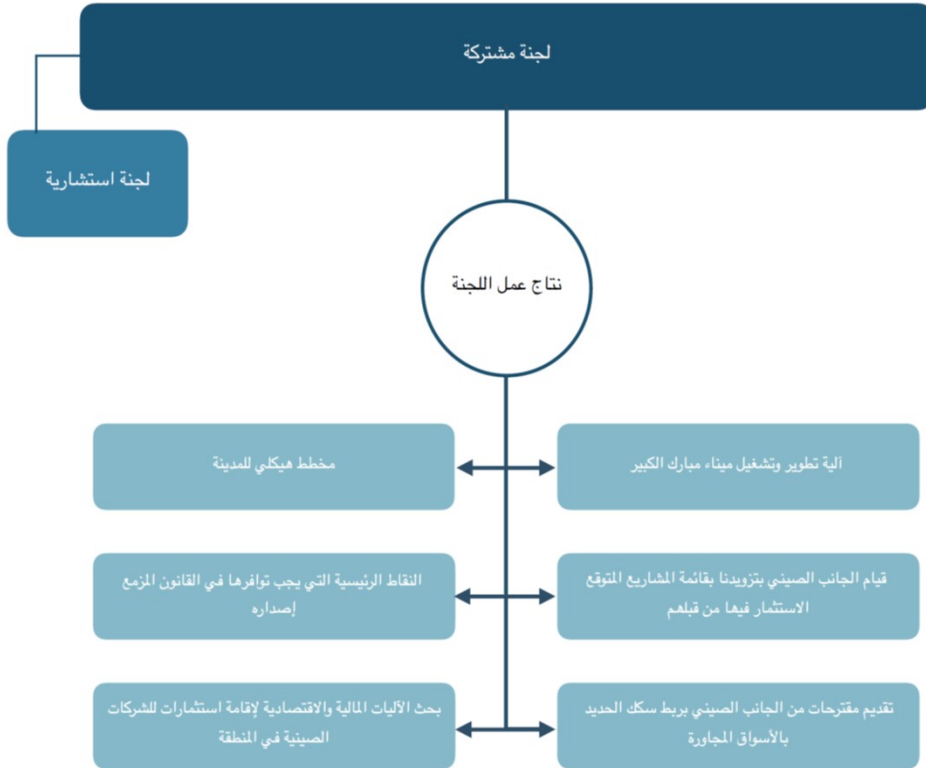 لجنة مشتركة
لجنة استشارية
نتاج عمل اللجنة
آلية تطوير وتشغيل ميناء مبارك الكبير
مخطط هيكلي للمدينة
قيام الجانب الصيني بتزويدنا بقائمة المشاريع المتوقع
الاستثمار فيها من قبلهم
النقاط الرئيسية التي يجب توافرها في القانون المزمع
إصداره
تقديم مقترحات من الجانب الصيني بربط سكك الحديد
بالأسواق المجاورة
بحث الآليات المالية والاقتصادية لإقامة استثمارات للشركات
الصينية في المنطقة